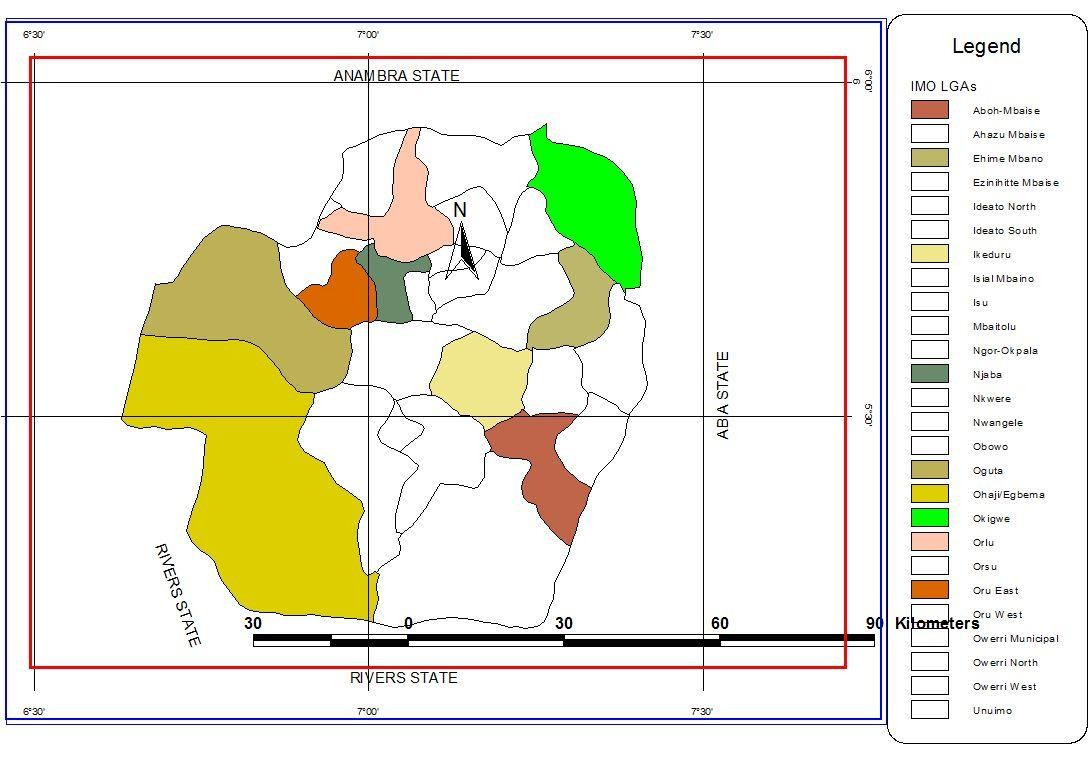 6°30' 7°00' 7°30'
ANAMBRA STATE
6
6°00'
N
ABIA STATE
5°30'
RIVERS STATE
30 0 30 60 90 Kilometers
RIVERS STATE
6°30' 7°00' 7°30'
Legend
IMO LGAs
Aboh-Mbaise
Ahazu Mbaise
Ehime Mbano
Ezinihitte Mbaise
Ideato North
Ideato South
Ikeduru
Isial Mbaino
Isu
Mbaitolu
Ngor-Okpala
Njaba
Nkwere
Nwangele
Obowo
Oguta
Ohaji/Egbema
Okigwe
Orlu
Orsu
Oru East
Oru West
Owerri Municipal
Owerri North
Owerri West
Unuimo